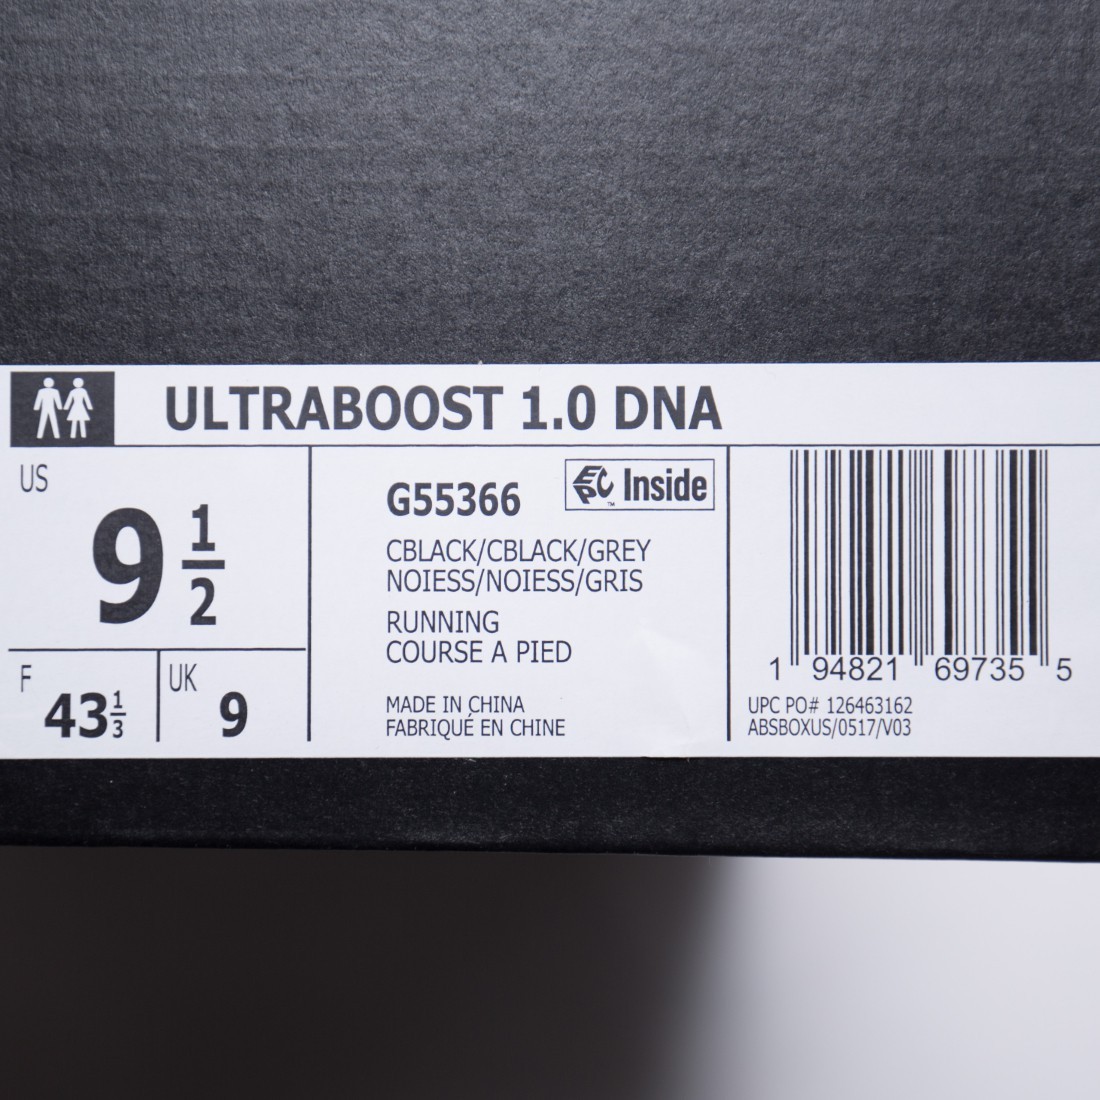 ULTRABOOST 1.0 DNA
US
9 1/2
F
43 1/3
UK
9
G55366
EPC Inside
™
CBLACK/CBLACK/GREY
NOIESS/NOIESS/GRIS
RUNNING
COURSE A PIED
MADE IN CHINA
FABRIQUÉ EN CHINE
1 94821 69735 5
UPC PO# 126463162
ABSBOXUS/0517/V03